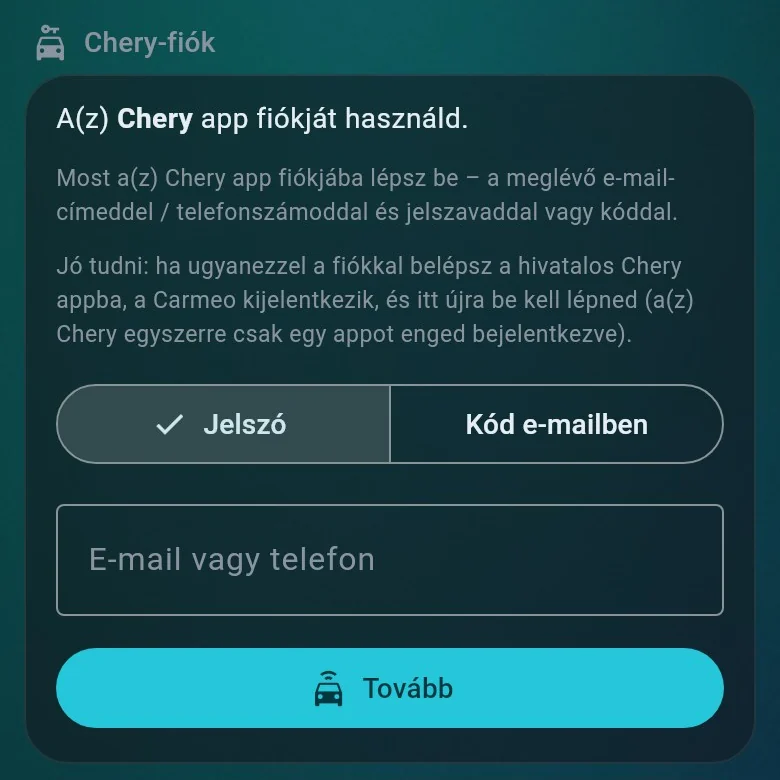 Chery-fiók
A(z) Chery app fiókját használd.
Most a(z) Chery app fiókjába lépsz be – a meglévő e-mail-
címeddel / telefonszámoddal és jelszavaddal vagy kóddal.
Jó tudni: ha ugyanezzel a fiókkal belépsz a hivatalos Chery
appba, a Carmeo kijelentkezik, és itt újra be kell lépned (a(z)
Chery egyszerre csak egy appot enged bejelentkezve).
Jelszó
Kód e-mailben
E-mail vagy telefon
Tovább